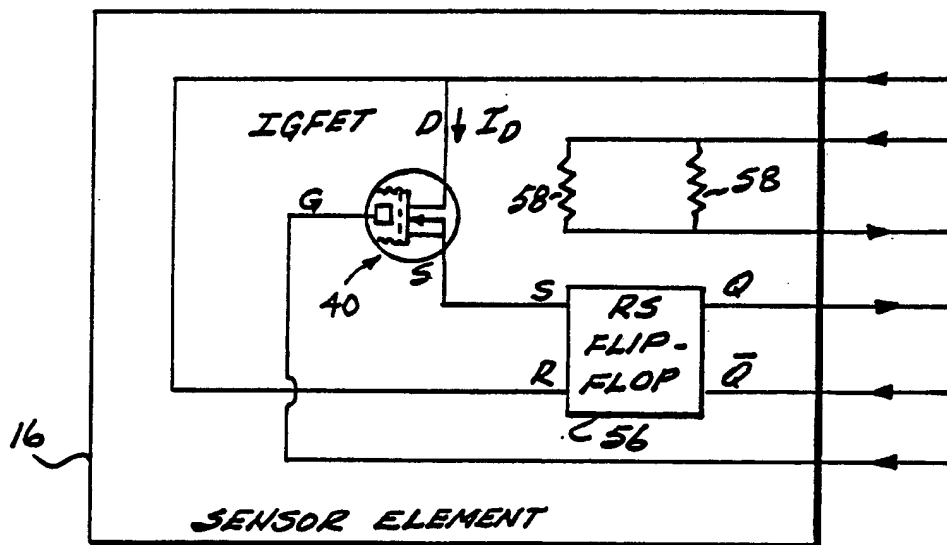 IGFET D I_D
58 58
G
S
40
S RS Q
FLIP-
FLOP
R Q̅
56
16
SENSOR ELEMENT